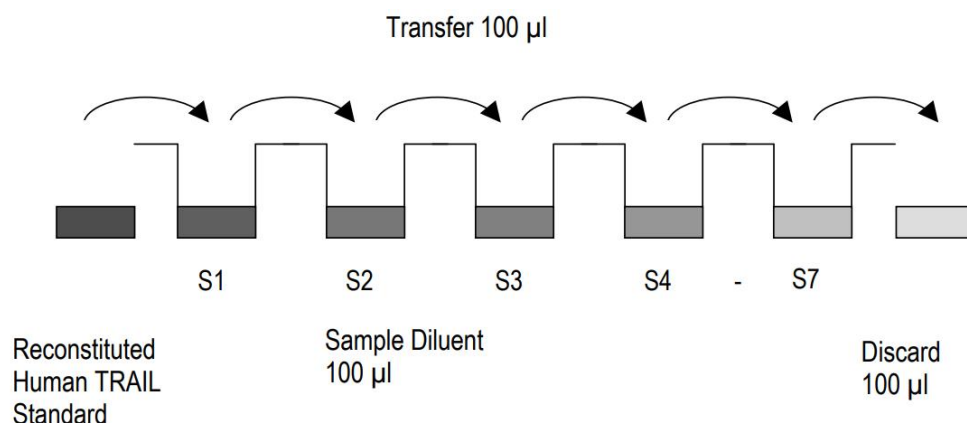 Transfer 100 µl
S1 S2 S3 S4 - S7
Reconstituted
Human TRAIL
Standard
Sample Diluent
100 µl
Discard
100 µl